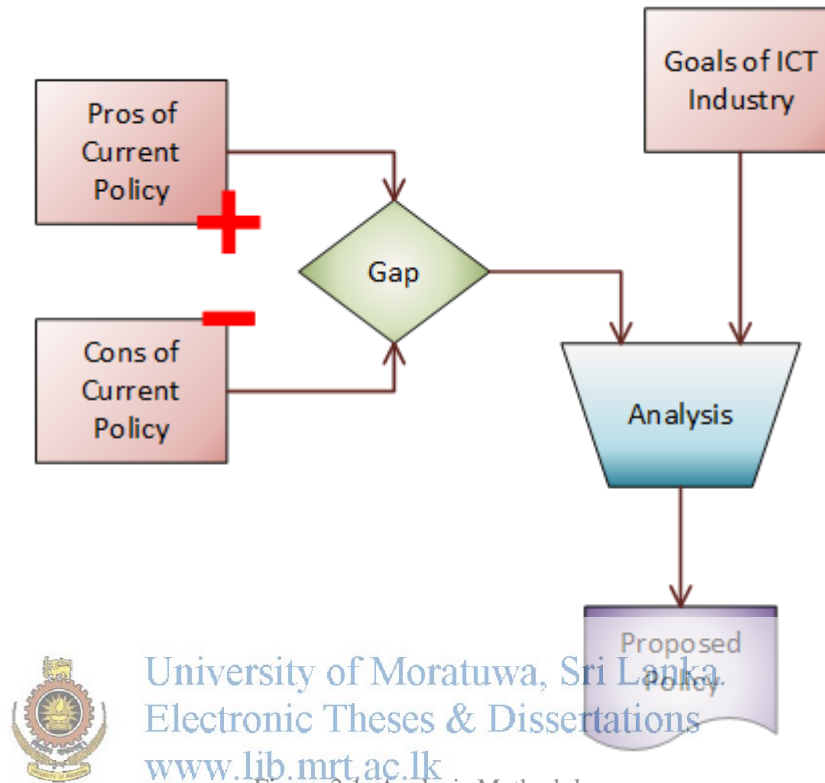 Goals of ICT
Industry
Pros of
Current
Policy
Gap
Cons of
Current
Policy
Analysis
Proposed
Policy
University of Moratuwa, Sri Lanka.
Electronic Theses & Dissertations
www.lib.mrt.ac.lk